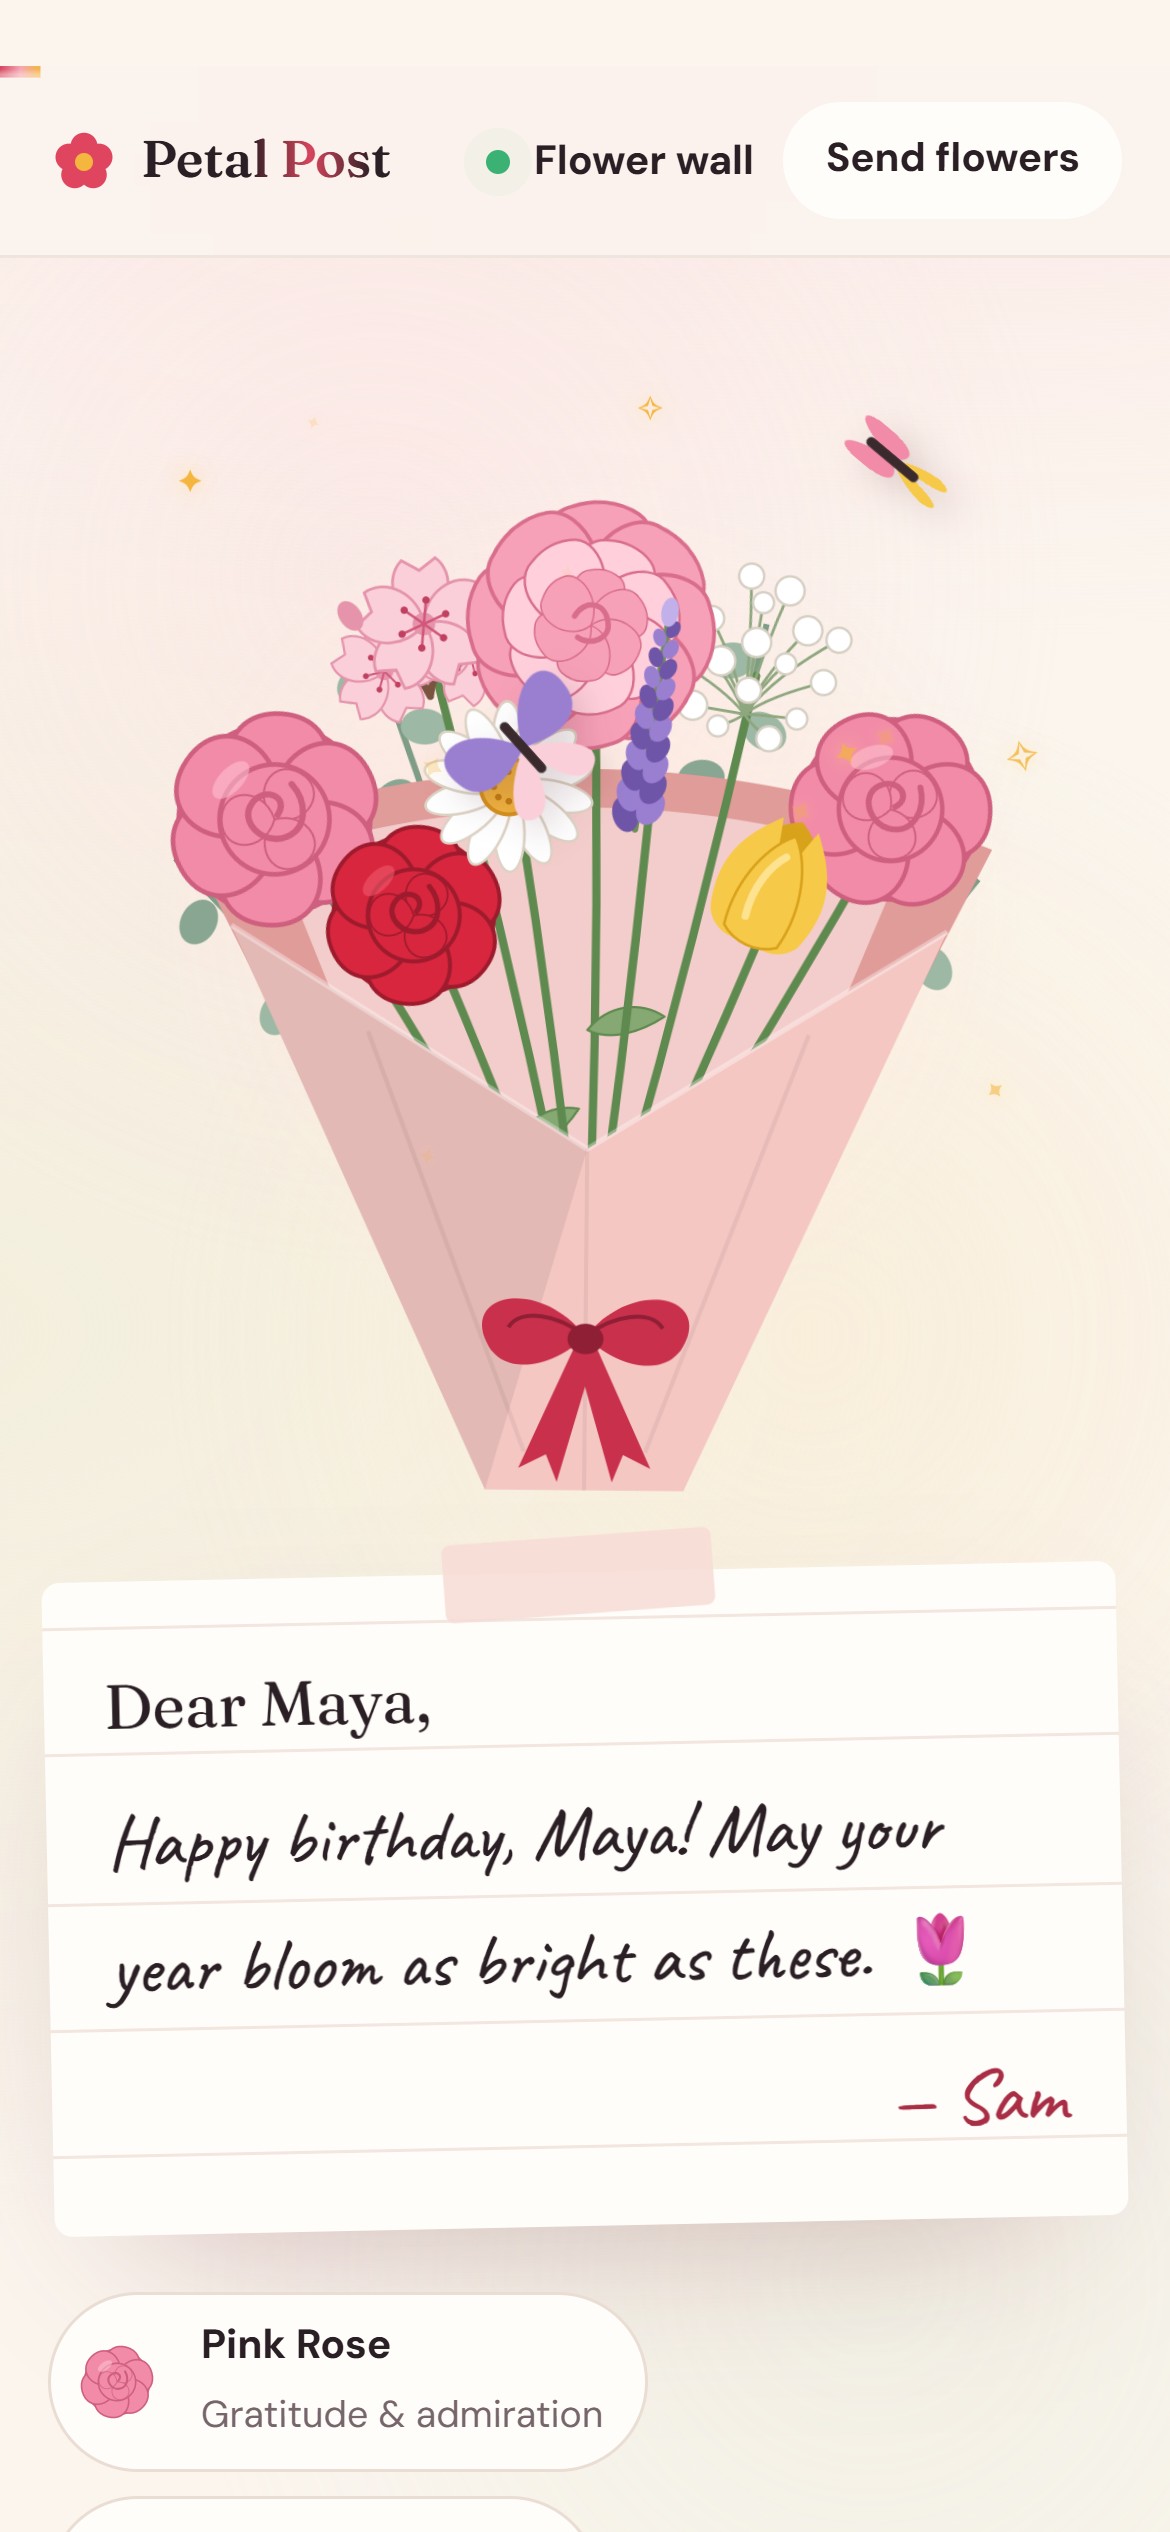 Petal Post
Flower wall
Send flowers
Dear Maya,
Happy birthday, Maya! May your
year bloom as bright as these. 🌷
— Sam
Pink Rose
Gratitude & admiration